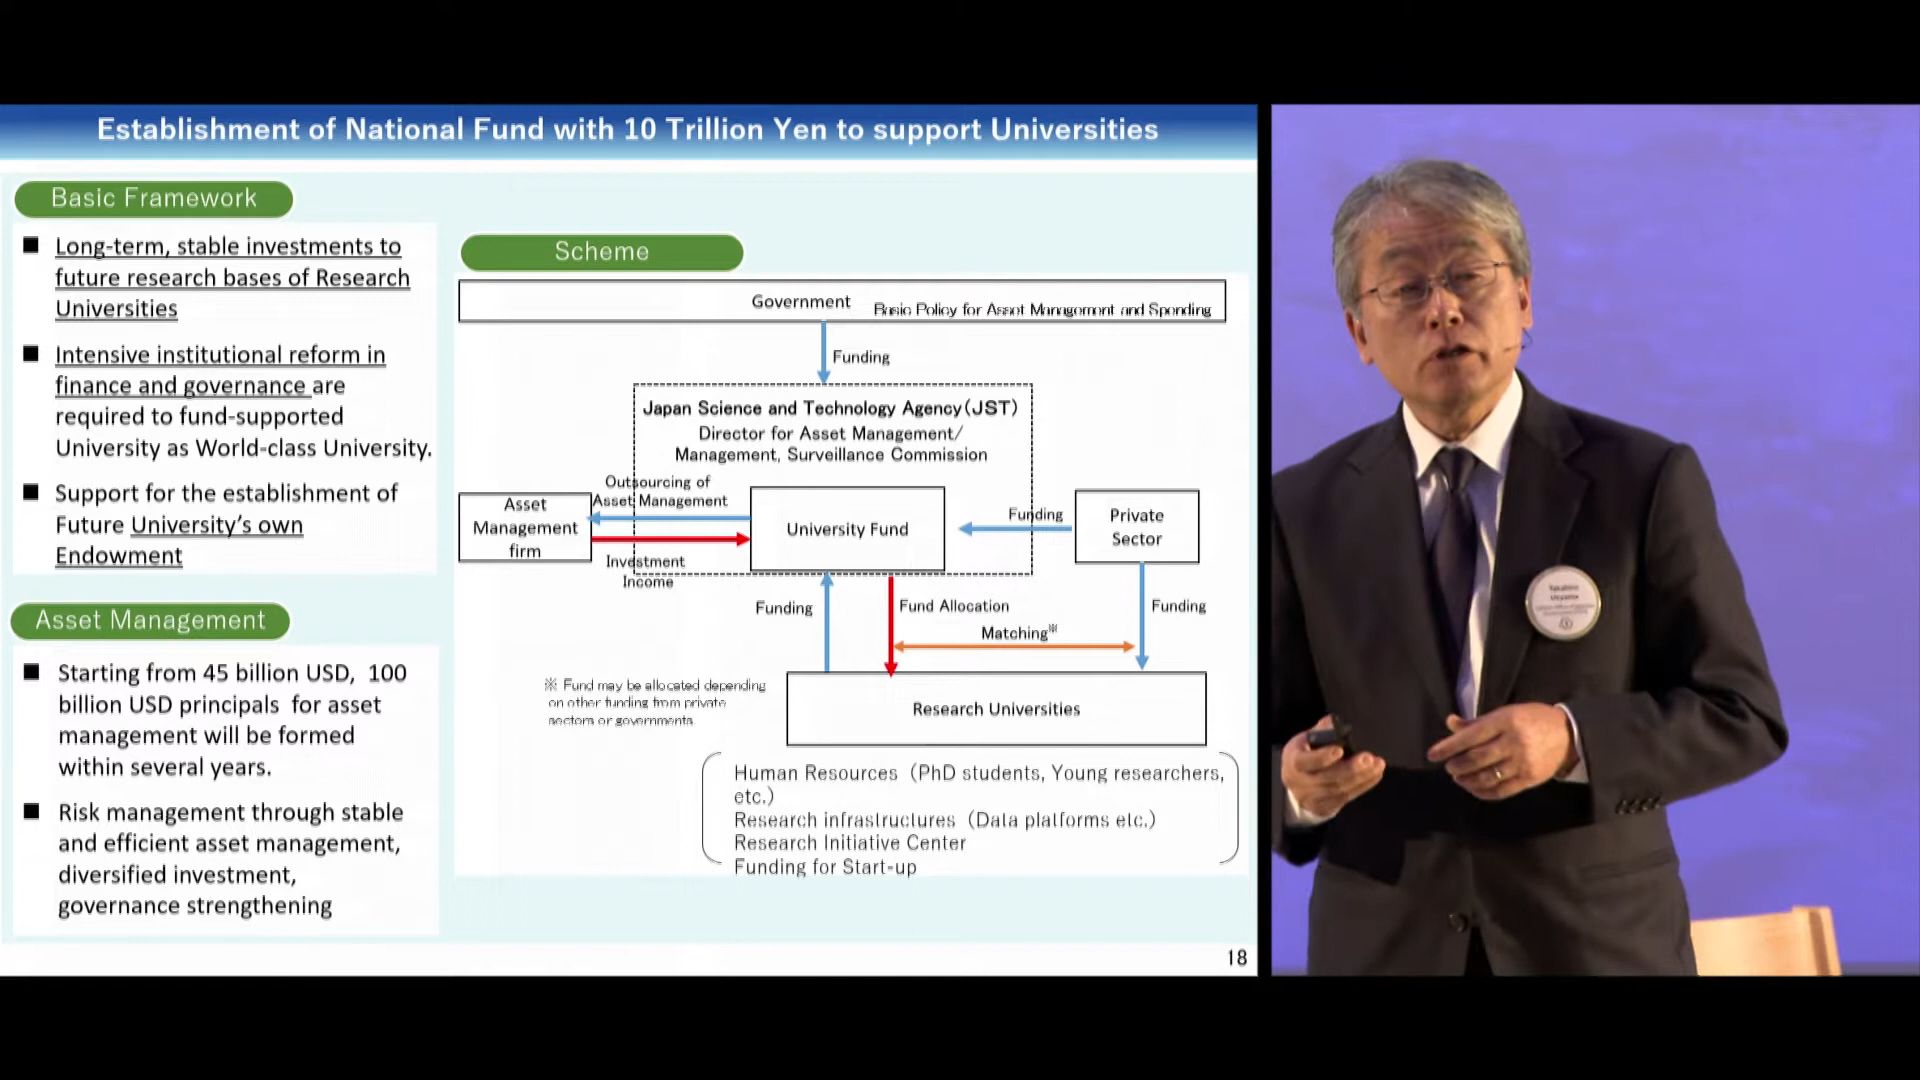 Establishment of National Fund with 10 Trillion Yen to support Universities
Basic Framework
■ Long-term, stable investments to
future research bases of Research
Universities
■ Intensive institutional reform in
finance and governance are
required to fund-supported
University as World-class University.
■ Support for the establishment of
Future University's own
Endowment
Asset Management
■ Starting from 45 billion USD, 100
billion USD principals for asset
management will be formed
within several years.
■ Risk management through stable
and efficient asset management,
diversified investment,
governance strengthening
Scheme
Government
Basic Policy for Asset Management and Spending
Funding
Japan Science and Technology Agency(JST)
Director for Asset Management/
Management, Surveillance Commission
Outsourcing of
Asset Management
Asset
Management
firm
University Fund
Funding
Private
Sector
Investment
Income
Funding
Fund Allocation
Funding
Matching※
※ Fund may be allocated depending
on other funding from private
sectors or governments
Research Universities
Human Resources (PhD students, Young researchers,
etc.)
Research infrastructures (Data platforms etc.)
Research Initiative Center
Funding for Start-up
18
Takahiro
Ueyama